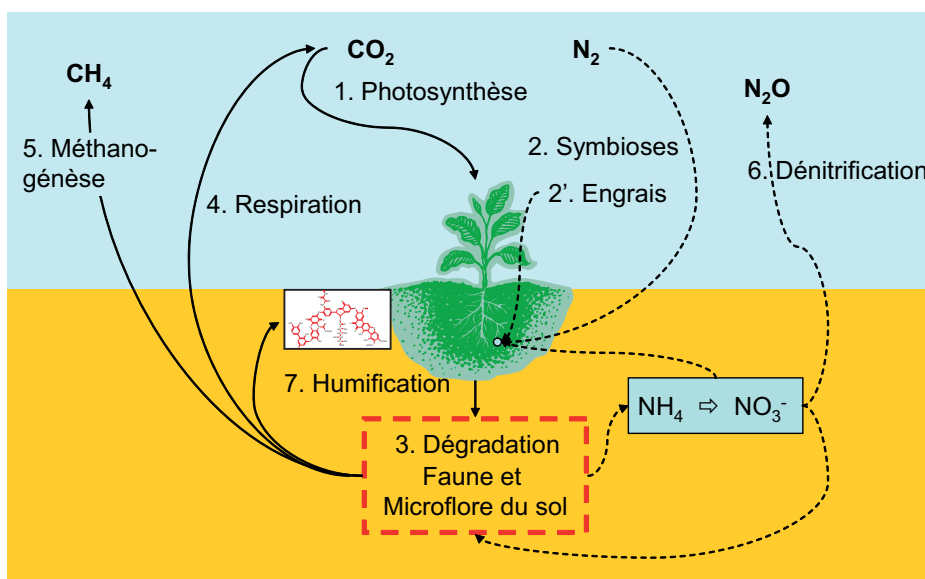 CH₄
CO₂
N₂
N₂O
1. Photosynthèse
2. Symbioses
2'. Engrais
5. Méthano-
génèse
6. Dénitrification
4. Respiration
7. Humification
3. Dégradation
Faune et
Microflore du sol
NH₄ ⇨ NO₃⁻